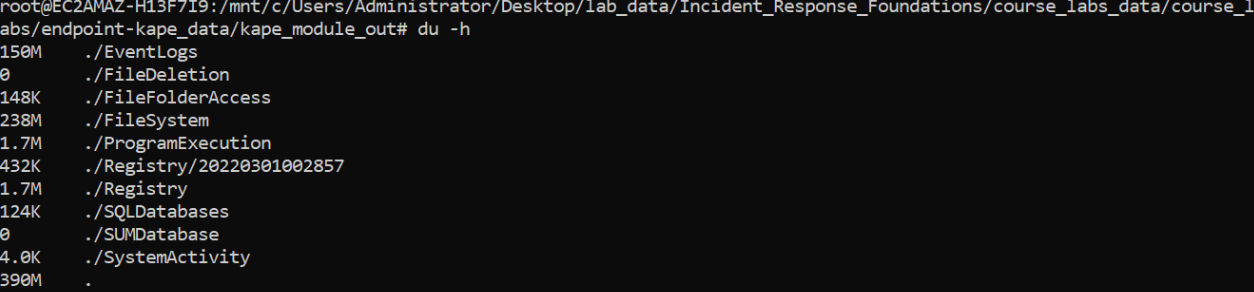 root@EC2AMAZ-H13F7I9:/mnt/c/Users/Administrator/Desktop/lab_data/Incident_Response_Foundations/course_labs_data/course_l
abs/endpoint-kape_data/kape_module_out# du -h
150M    ./EventLogs
0       ./FileDeletion
148K    ./FileFolderAccess
238M    ./FileSystem
1.7M    ./ProgramExecution
432K    ./Registry/20220301002857
1.7M    ./Registry
124K    ./SQLDatabases
0       ./SUMDatabase
4.0K    ./SystemActivity
390M    .